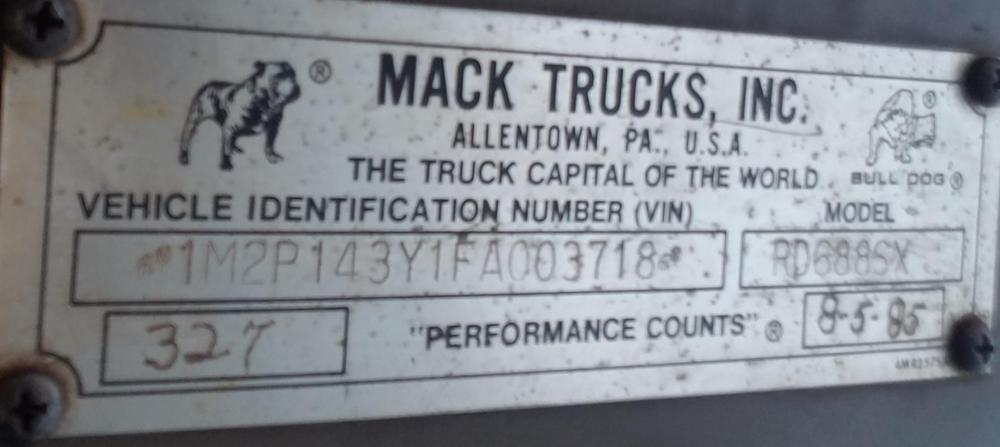 ® MACK TRUCKS, INC. ®
ALLENTOWN, PA., U.S.A.
THE TRUCK CAPITAL OF THE WORLD BULL DOG ®
VEHICLE IDENTIFICATION NUMBER (VIN) MODEL
1M2P143Y1FA003718 RD688SX
327 "PERFORMANCE COUNTS" ® 8-5-85